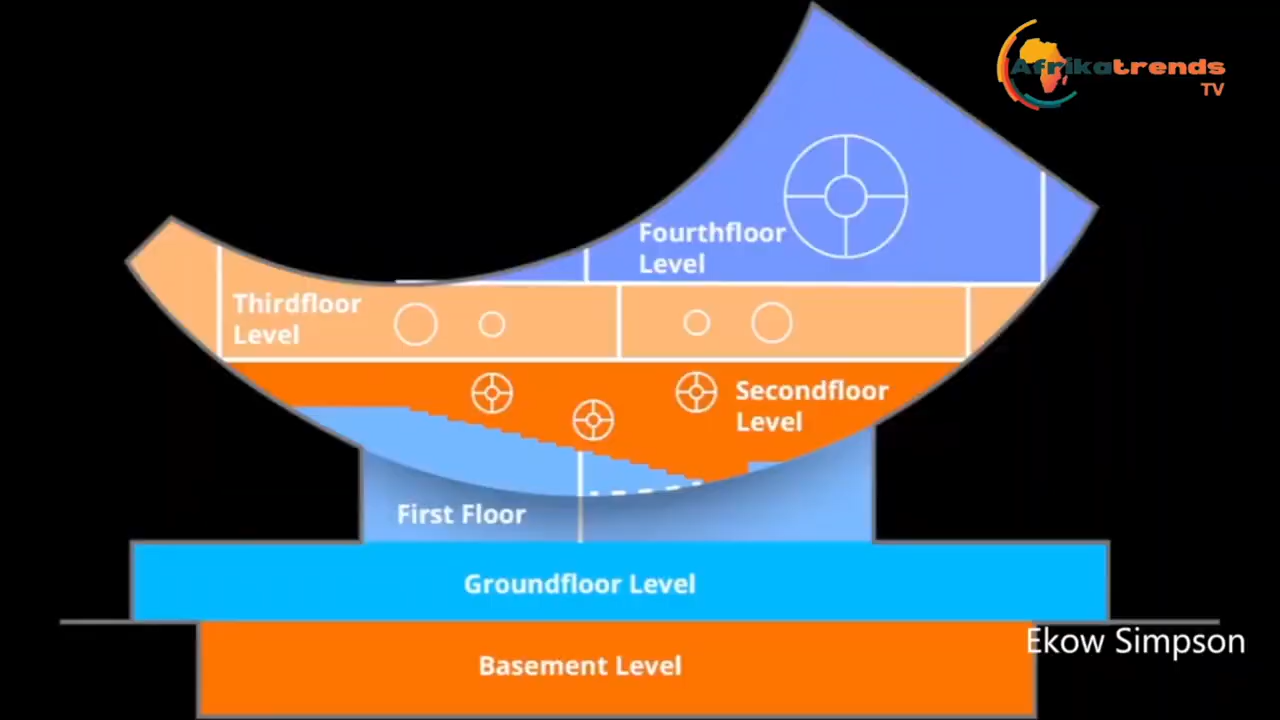 Afrikatrends
TV
Fourthfloor
Level
Thirdfloor
Level
Secondfloor
Level
First Floor
Groundfloor Level
Ekow Simpson
Basement Level